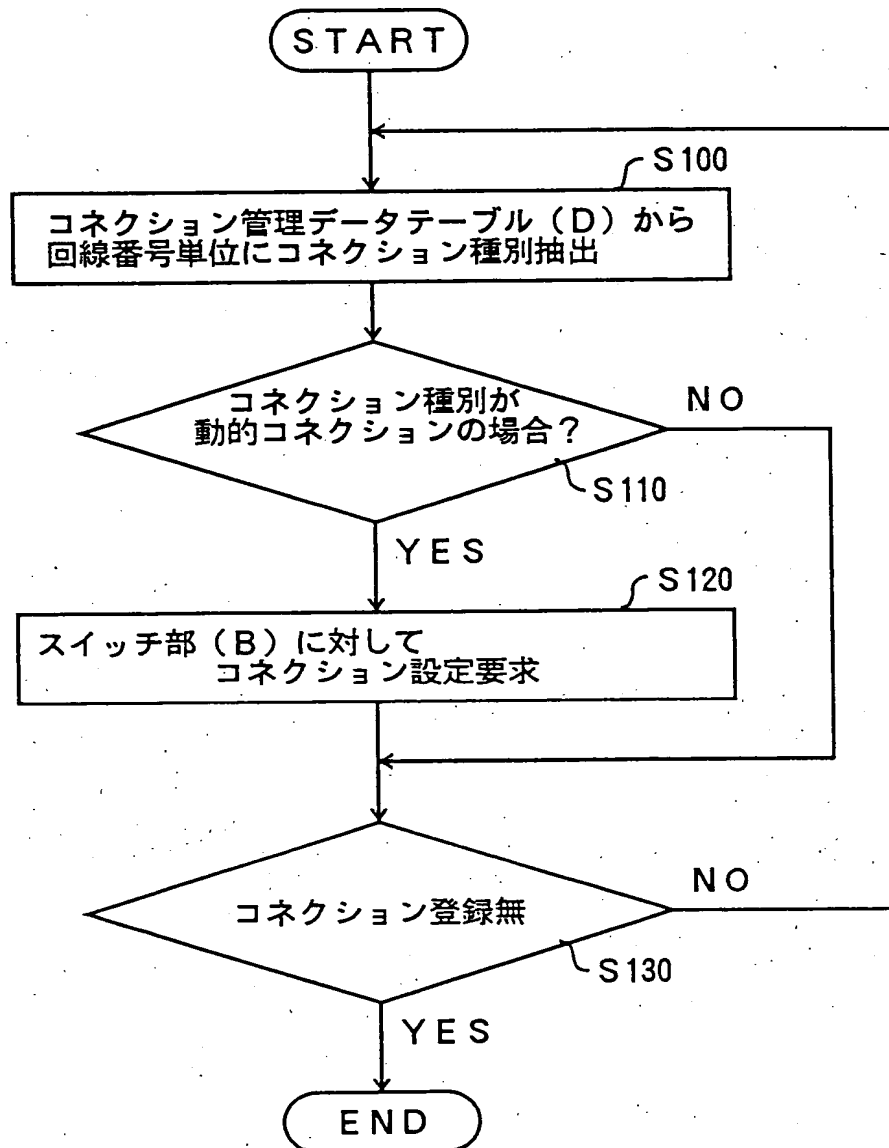 START
S100
コネクション管理データテーブル（D）から
回線番号単位にコネクション種別抽出
コネクション種別が
動的コネクションの場合？
NO
S110
YES
S120
スイッチ部（B）に対して
コネクション設定要求
コネクション登録無
NO
S130
YES
END